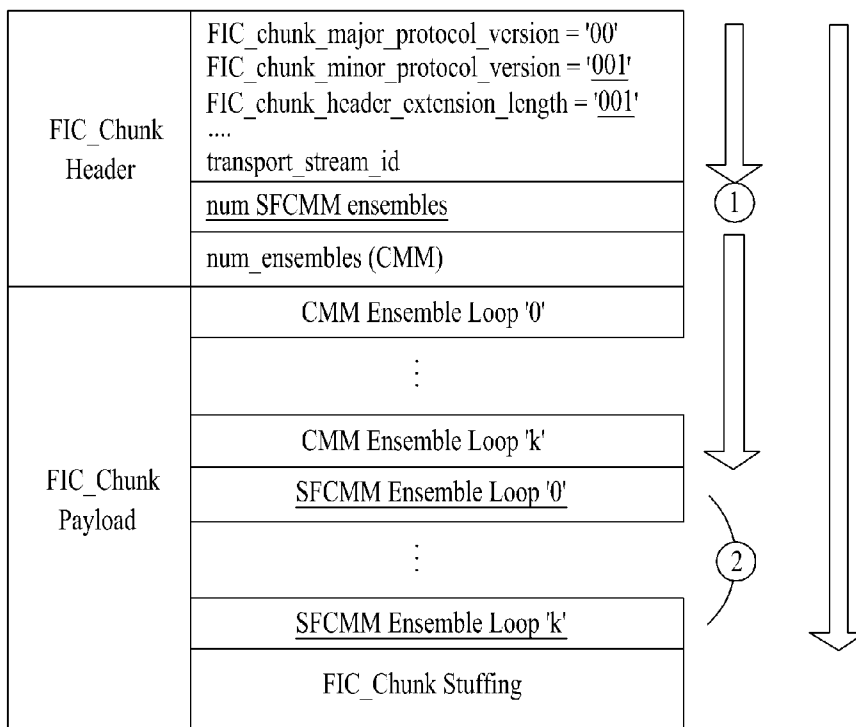 FIC_Chunk
Header
FIC_chunk_major_protocol_version = '00'
FIC_chunk_minor_protocol_version = '001'
FIC_chunk_header_extension_length = '001'
....
transport_stream_id
num SFCMM ensembles
num_ensembles (CMM)
1
FIC_Chunk
Payload
CMM Ensemble Loop '0'
⋮
CMM Ensemble Loop 'k'
SFCMM Ensemble Loop '0'
⋮
2
SFCMM Ensemble Loop 'k'
FIC_Chunk Stuffing